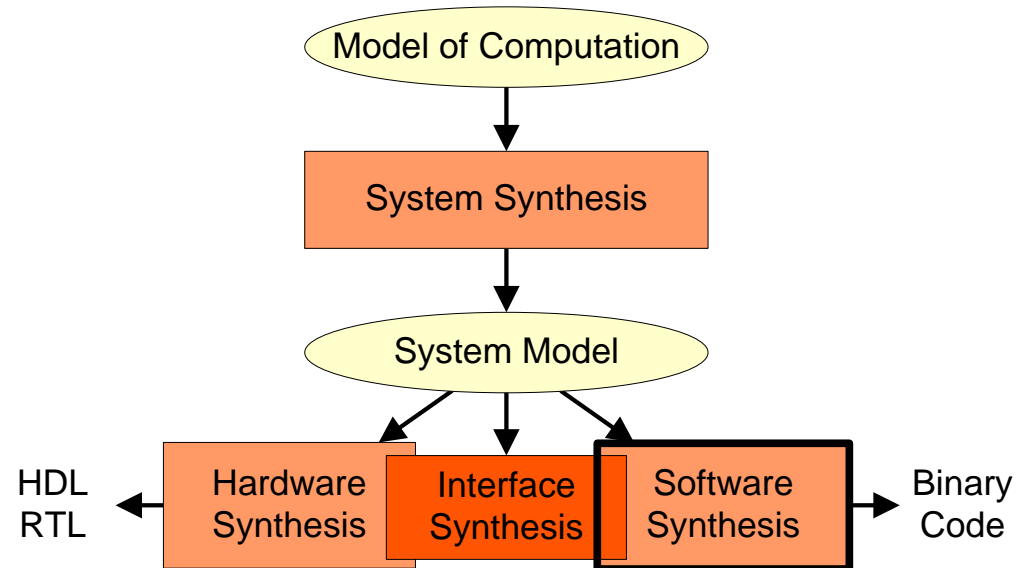 Model of Computation
System Synthesis
System Model
HDL
RTL
Hardware
Synthesis
Interface
Synthesis
Software
Synthesis
Binary
Code